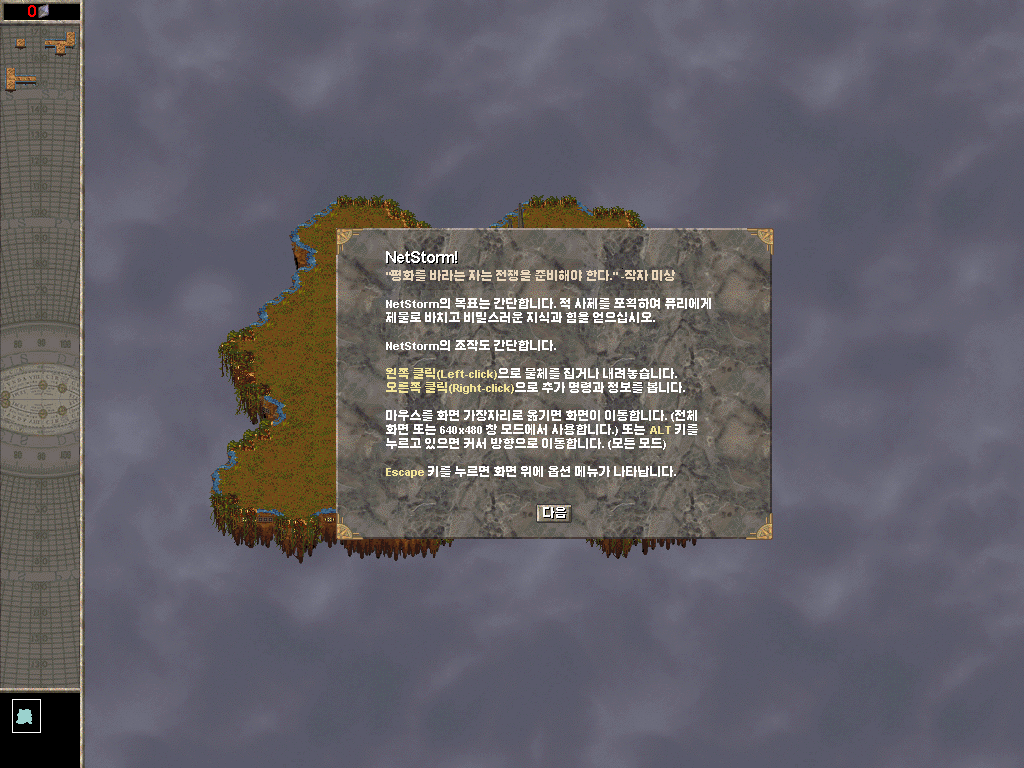 0
NetStorm!
"평화를 바라는 자는 전쟁을 준비해야 한다."-작자 미상
NetStorm의 목표는 간단합니다. 적 사제를 포획하여 퓨리에게
제물로 바치고 비밀스러운 지식과 힘을 얻으십시오.
NetStorm의 조작도 간단합니다.
왼쪽 클릭(Left-click)으로 물체를 집거나 내려놓습니다.
오른쪽 클릭(Right-click)으로 추가 명령과 정보를 봅니다.
마우스를 화면 가장자리로 옮기면 화면이 이동합니다. (전체
화면 또는 640x480 창 모드에서 사용합니다.) 또는 ALT 키를
누르고 있으면 커서 방향으로 이동합니다. (모든 모드)
Escape 키를 누르면 화면 위에 옵션 메뉴가 나타납니다.
다음